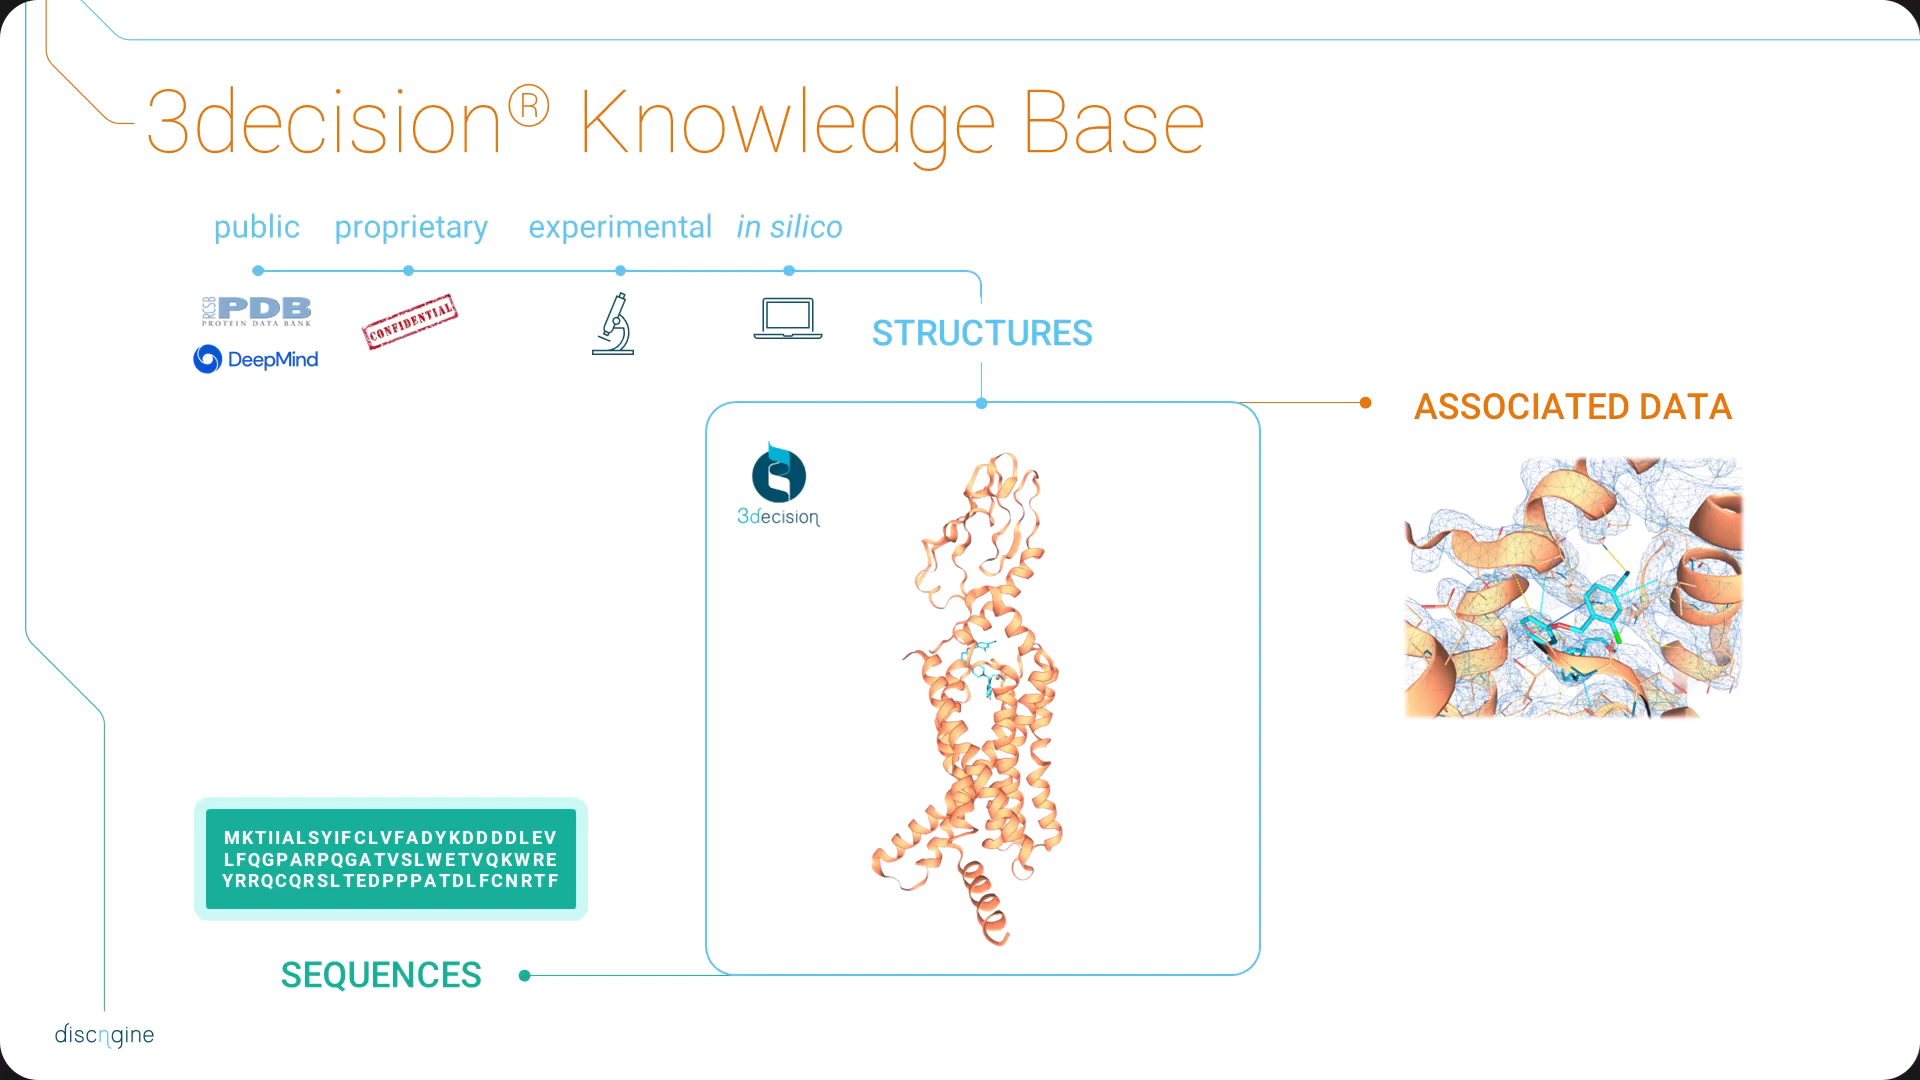 3decision® Knowledge Base
public proprietary experimental in silico
RCSB PDB
PROTEIN DATA BANK
CONFIDENTIAL
DeepMind
STRUCTURES
ASSOCIATED DATA
3decision
MKTIIALSYIFCLVFADYKDDDDLEV
LFQGPARPQGATVSLWETVQKWRE
YRRQCQRSLTEDPPPATDLFCNRTF
SEQUENCES
discngine